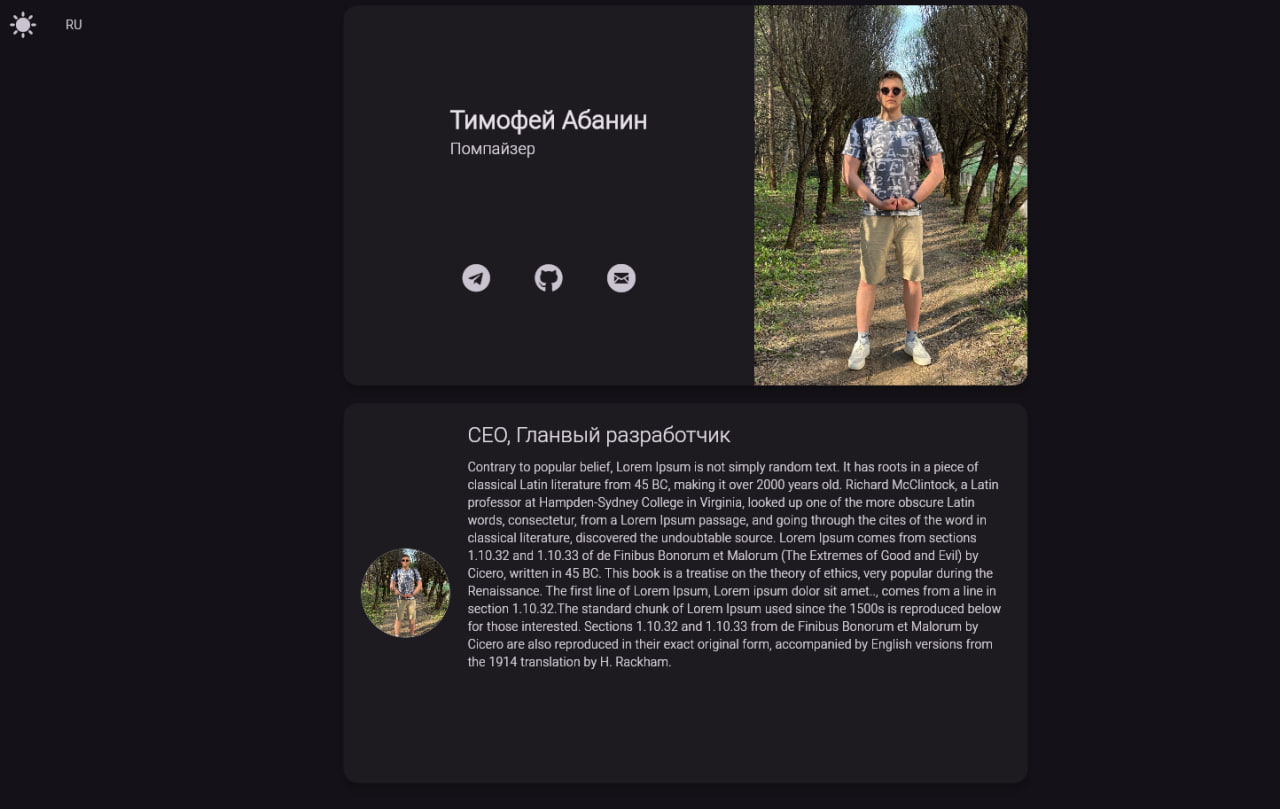 RU
Тимофей Абанин
Помпайзер
CEO, Гланвый разработчик
Contrary to popular belief, Lorem Ipsum is not simply random text. It has roots in a piece of
classical Latin literature from 45 BC, making it over 2000 years old. Richard McClintock, a Latin
professor at Hampden-Sydney College in Virginia, looked up one of the more obscure Latin
words, consectetur, from a Lorem Ipsum passage, and going through the cites of the word in
classical literature, discovered the undoubtable source. Lorem Ipsum comes from sections
1.10.32 and 1.10.33 of de Finibus Bonorum et Malorum (The Extremes of Good and Evil) by
Cicero, written in 45 BC. This book is a treatise on the theory of ethics, very popular during the
Renaissance. The first line of Lorem Ipsum, Lorem ipsum dolor sit amet.., comes from a line in
section 1.10.32.The standard chunk of Lorem Ipsum used since the 1500s is reproduced below
for those interested. Sections 1.10.32 and 1.10.33 from de Finibus Bonorum et Malorum by
Cicero are also reproduced in their exact original form, accompanied by English versions from
the 1914 translation by H. Rackham.